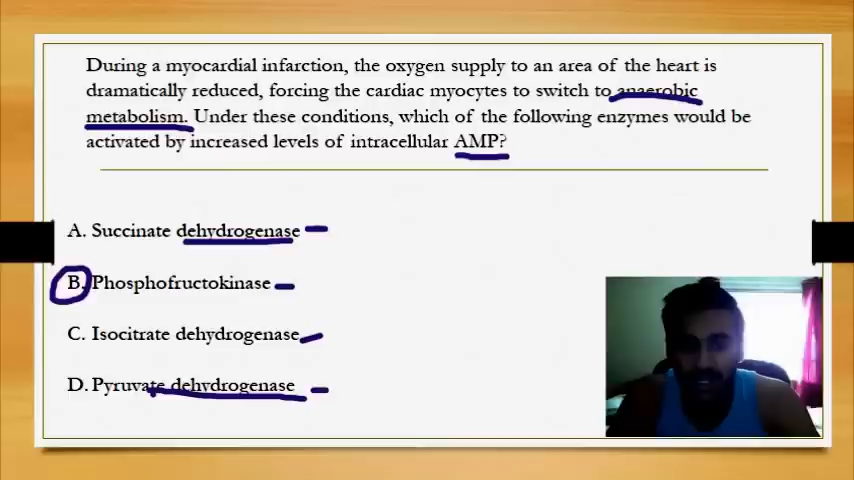 During a myocardial infarction, the oxygen supply to an area of the heart is
dramatically reduced, forcing the cardiac myocytes to switch to anaerobic
metabolism. Under these conditions, which of the following enzymes would be
activated by increased levels of intracellular AMP?
A. Succinate dehydrogenase
B. Phosphofructokinase
C. Isocitrate dehydrogenase
D. Pyruvate dehydrogenase